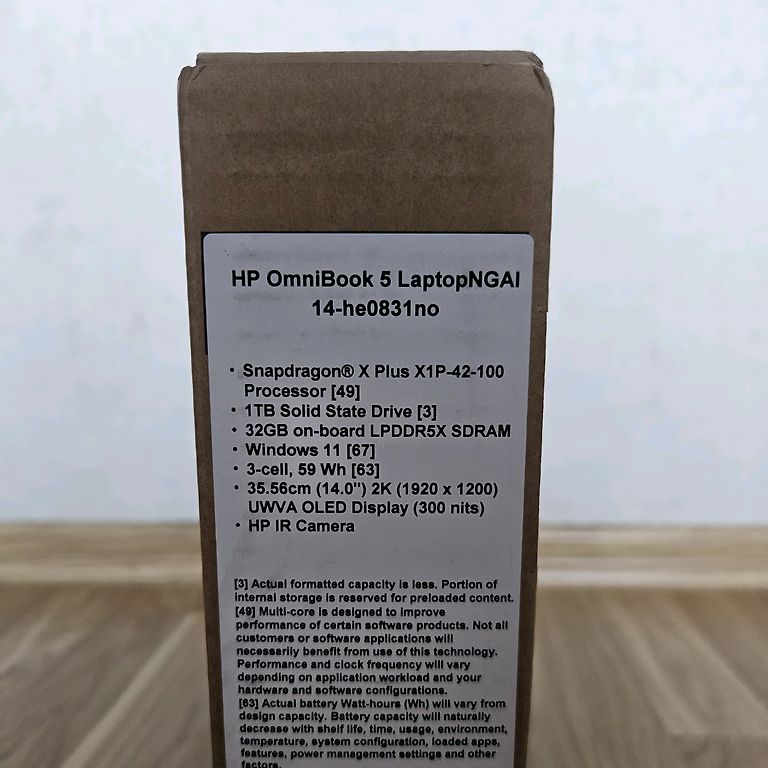 HP OmniBook 5 LaptopNGAI
14-he0831no
• Snapdragon® X Plus X1P-42-100
Processor [49]
• 1TB Solid State Drive [3]
• 32GB on-board LPDDR5X SDRAM
• Windows 11 [67]
• 3-cell, 59 Wh [63]
• 35.56cm (14.0") 2K (1920 x 1200)
UWVA OLED Display (300 nits)
• HP IR Camera
[3] Actual formatted capacity is less. Portion of
internal storage is reserved for preloaded content.
[49] Multi-core is designed to improve
performance of certain software products. Not all
customers or software applications will
necessarily benefit from use of this technology.
Performance and clock frequency will vary
depending on application workload and your
hardware and software configurations.
[63] Actual battery Watt-hours (Wh) will vary from
design capacity. Battery capacity will naturally
decrease with shelf life, time, usage, environment,
temperature, system configuration, loaded apps,
features, power management settings and other
factors.